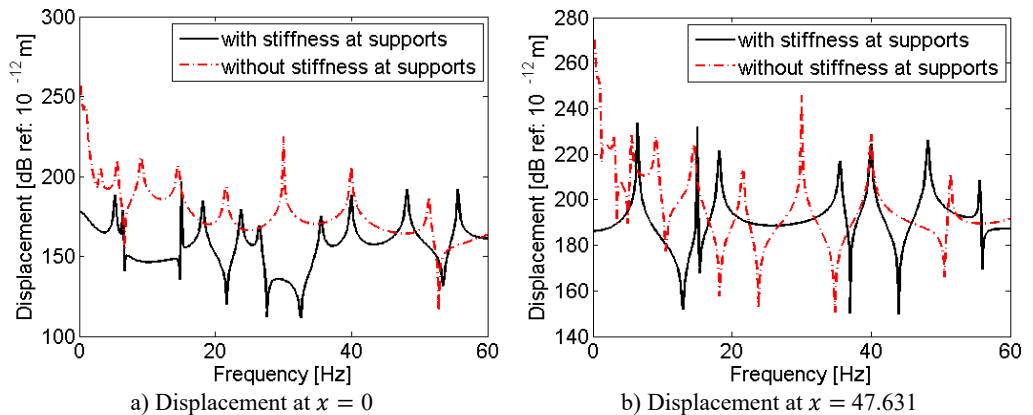 300
250
200
150
100
Displacement [dB ref: 10⁻¹² m]
with stiffness at supports
without stiffness at supports
0
20
40
60
Frequency [Hz]
a) Displacement at x = 0
280
260
240
220
200
180
160
140
Displacement [dB ref: 10⁻¹² m]
with stiffness at supports
without stiffness at supports
0
20
40
60
Frequency [Hz]
b) Displacement at x = 47.631